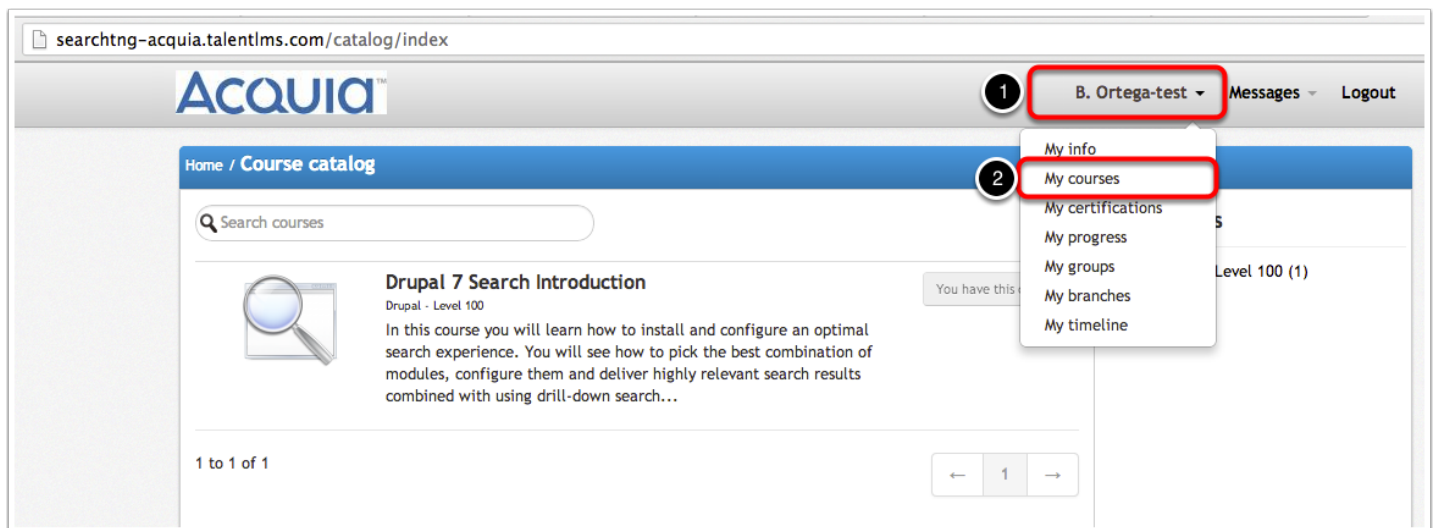 searchtng-acquia.talentlms.com/catalog/index
ACQUIA™
1
B. Ortega-test
Messages
Logout
Home / Course catalog
My info
2
My courses
Search courses
My certifications
s
My progress
Drupal 7 Search Introduction
My groups
Level 100 (1)
Drupal - Level 100
You have this
My branches
In this course you will learn how to install and configure an optimal
My timeline
search experience. You will see how to pick the best combination of
modules, configure them and deliver highly relevant search results
combined with using drill-down search...
1 to 1 of 1
← 1 →